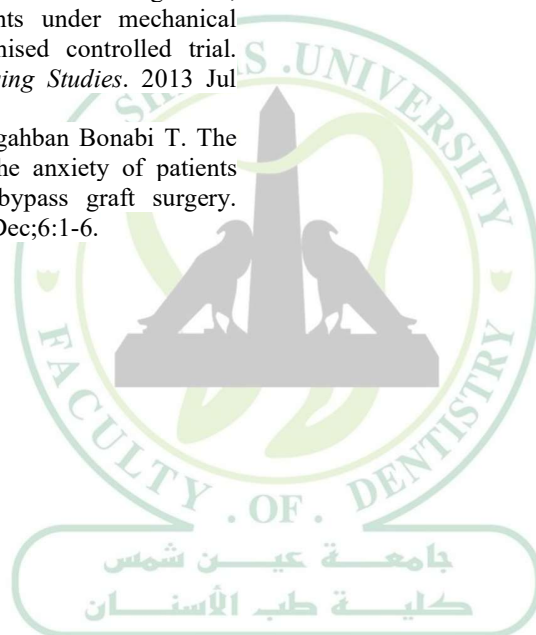 nts under mechanical
nised controlled trial.
ing Studies. 2013 Jul
gahban Bonabi T. The
he anxiety of patients
bypass graft surgery.
Dec;6:1-6.
S .UNIVERSITY
FACULTY . OF . DENTISTRY
جامعة عين شمس
كلية طب الأسنان